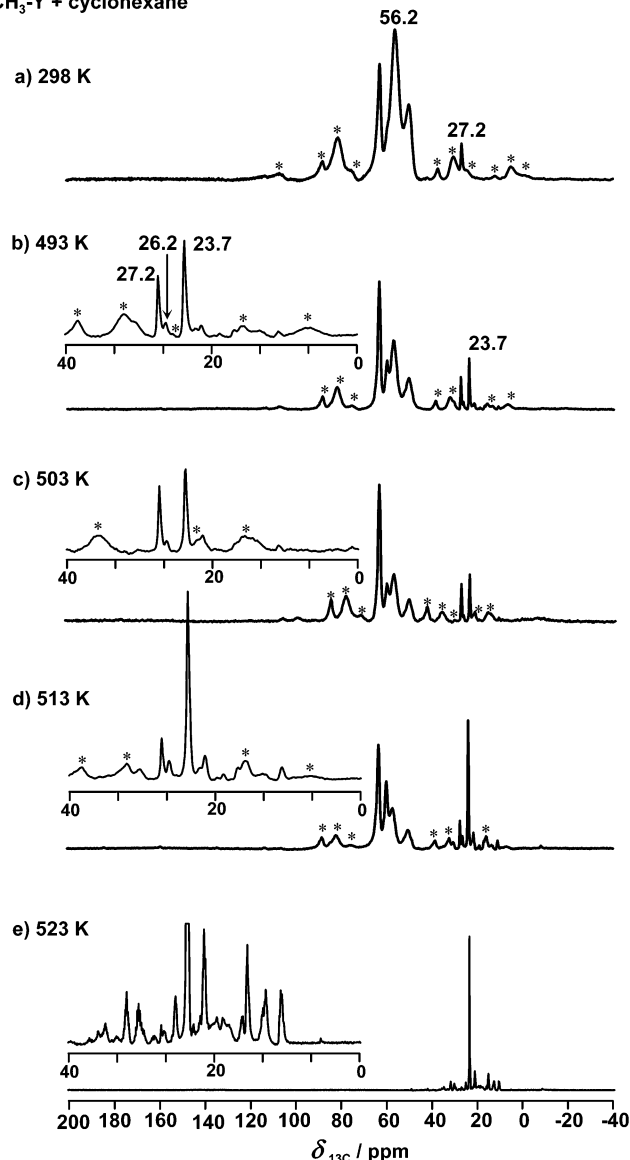 CH₃-Y + cyclohexane
56.2
a) 298 K
27.2
* * * * * * * * * *
b) 493 K
26.2
23.7
27.2
* * * * *
40 20 0
23.7
* * * * * * *
c) 503 K
* * *
40 20 0
* * * * * * * *
d) 513 K
* * * *
40 20 0
* * * * * *
e) 523 K
40 20 0
200 180 160 140 120 100 80 60 40 20 0 -20 -40
δ ₁₃C / ppm